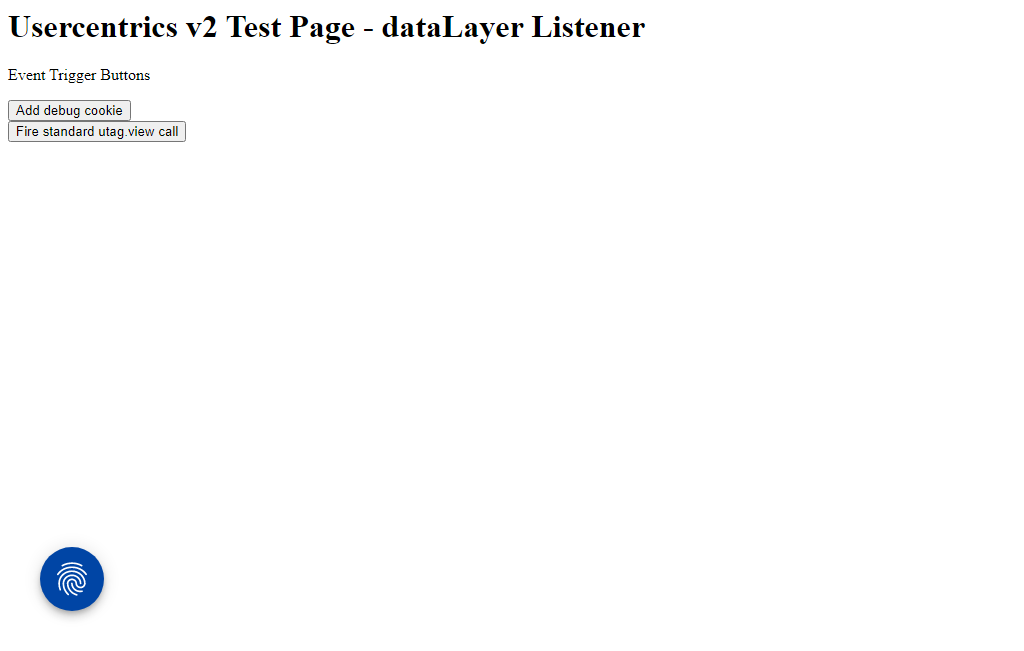 Usercentrics v2 Test Page - dataLayer Listener
Event Trigger Buttons
Add debug cookie
Fire standard utag.view call